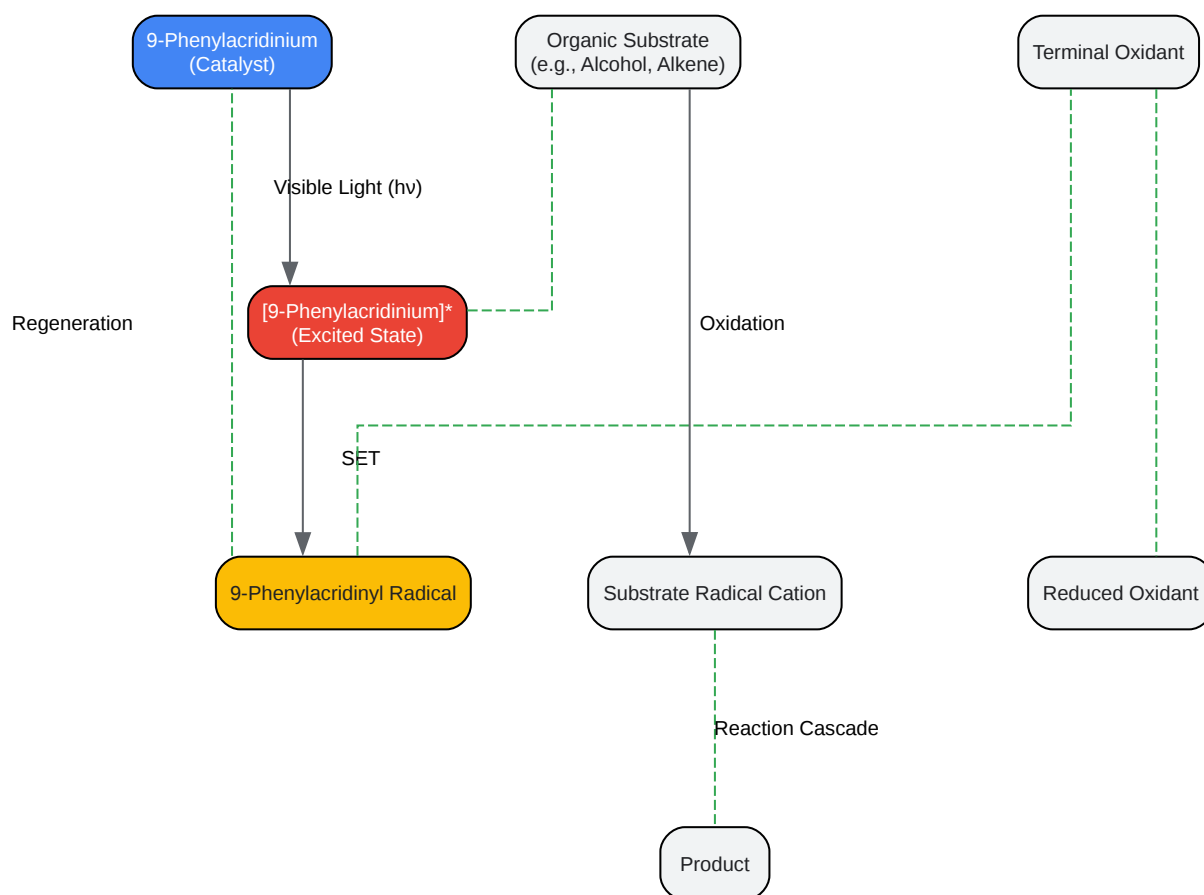 9-Phenylacridinium
(Catalyst)
Organic Substrate
(e.g., Alcohol, Alkene)
Terminal Oxidant
Visible Light (hν)
[9-Phenylacridinium]*
(Excited State)
Regeneration
Oxidation
SET
9-Phenylacridinyl Radical
Substrate Radical Cation
Reduced Oxidant
Reaction Cascade
Product